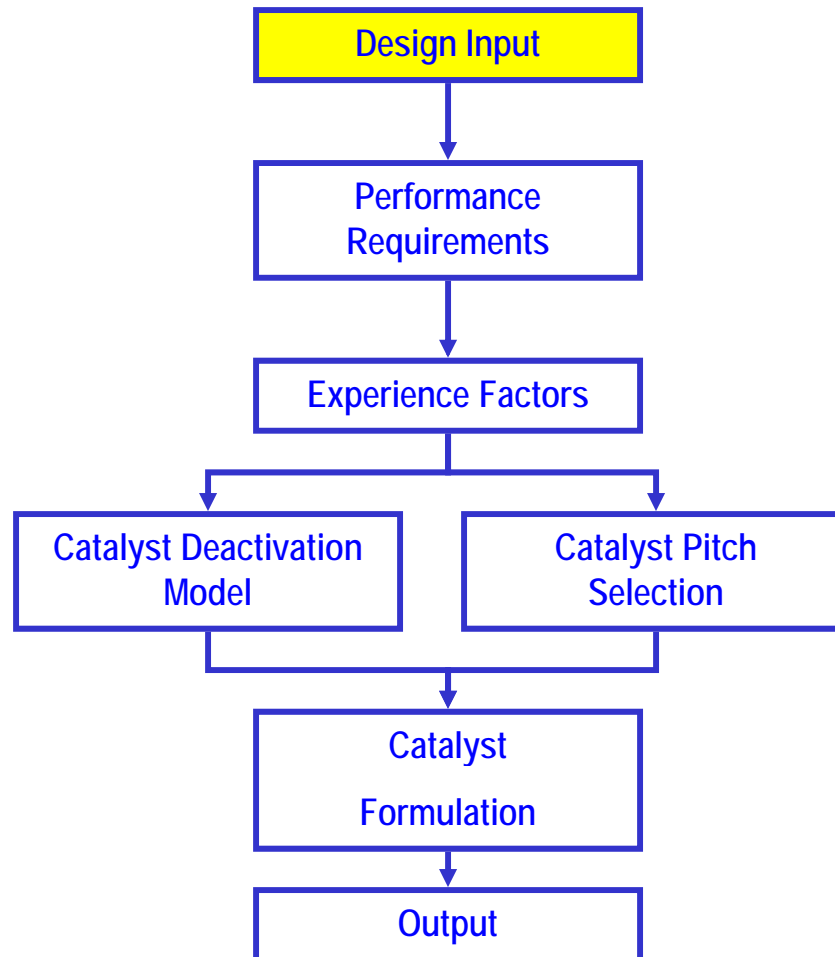 Design Input
Performance
Requirements
Experience Factors
Catalyst Deactivation
Model
Catalyst Pitch
Selection
Catalyst
Formulation
Output